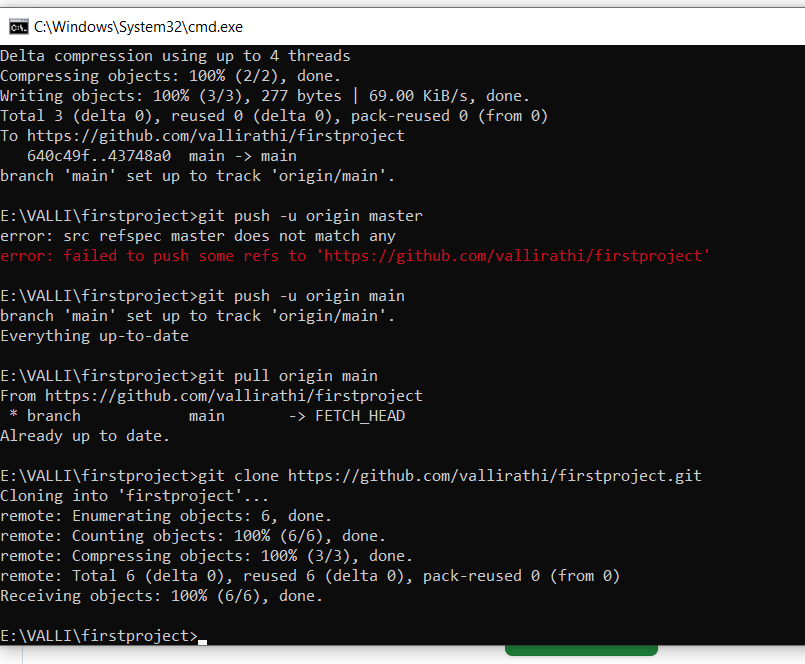 C:\Windows\System32\cmd.exe
Delta compression using up to 4 threads
Compressing objects: 100% (2/2), done.
Writing objects: 100% (3/3), 277 bytes | 69.00 KiB/s, done.
Total 3 (delta 0), reused 0 (delta 0), pack-reused 0 (from 0)
To https://github.com/vallirathi/firstproject
   640c49f..43748a0  main -> main
branch 'main' set up to track 'origin/main'.
E:\VALLI\firstproject>git push -u origin master
error: src refspec master does not match any
error: failed to push some refs to 'https://github.com/vallirathi/firstproject'
E:\VALLI\firstproject>git push -u origin main
branch 'main' set up to track 'origin/main'.
Everything up-to-date
E:\VALLI\firstproject>git pull origin main
From https://github.com/vallirathi/firstproject
 * branch            main       -> FETCH_HEAD
Already up to date.
E:\VALLI\firstproject>git clone https://github.com/vallirathi/firstproject.git
Cloning into 'firstproject'...
remote: Enumerating objects: 6, done.
remote: Counting objects: 100% (6/6), done.
remote: Compressing objects: 100% (3/3), done.
remote: Total 6 (delta 0), reused 6 (delta 0), pack-reused 0 (from 0)
Receiving objects: 100% (6/6), done.
E:\VALLI\firstproject>